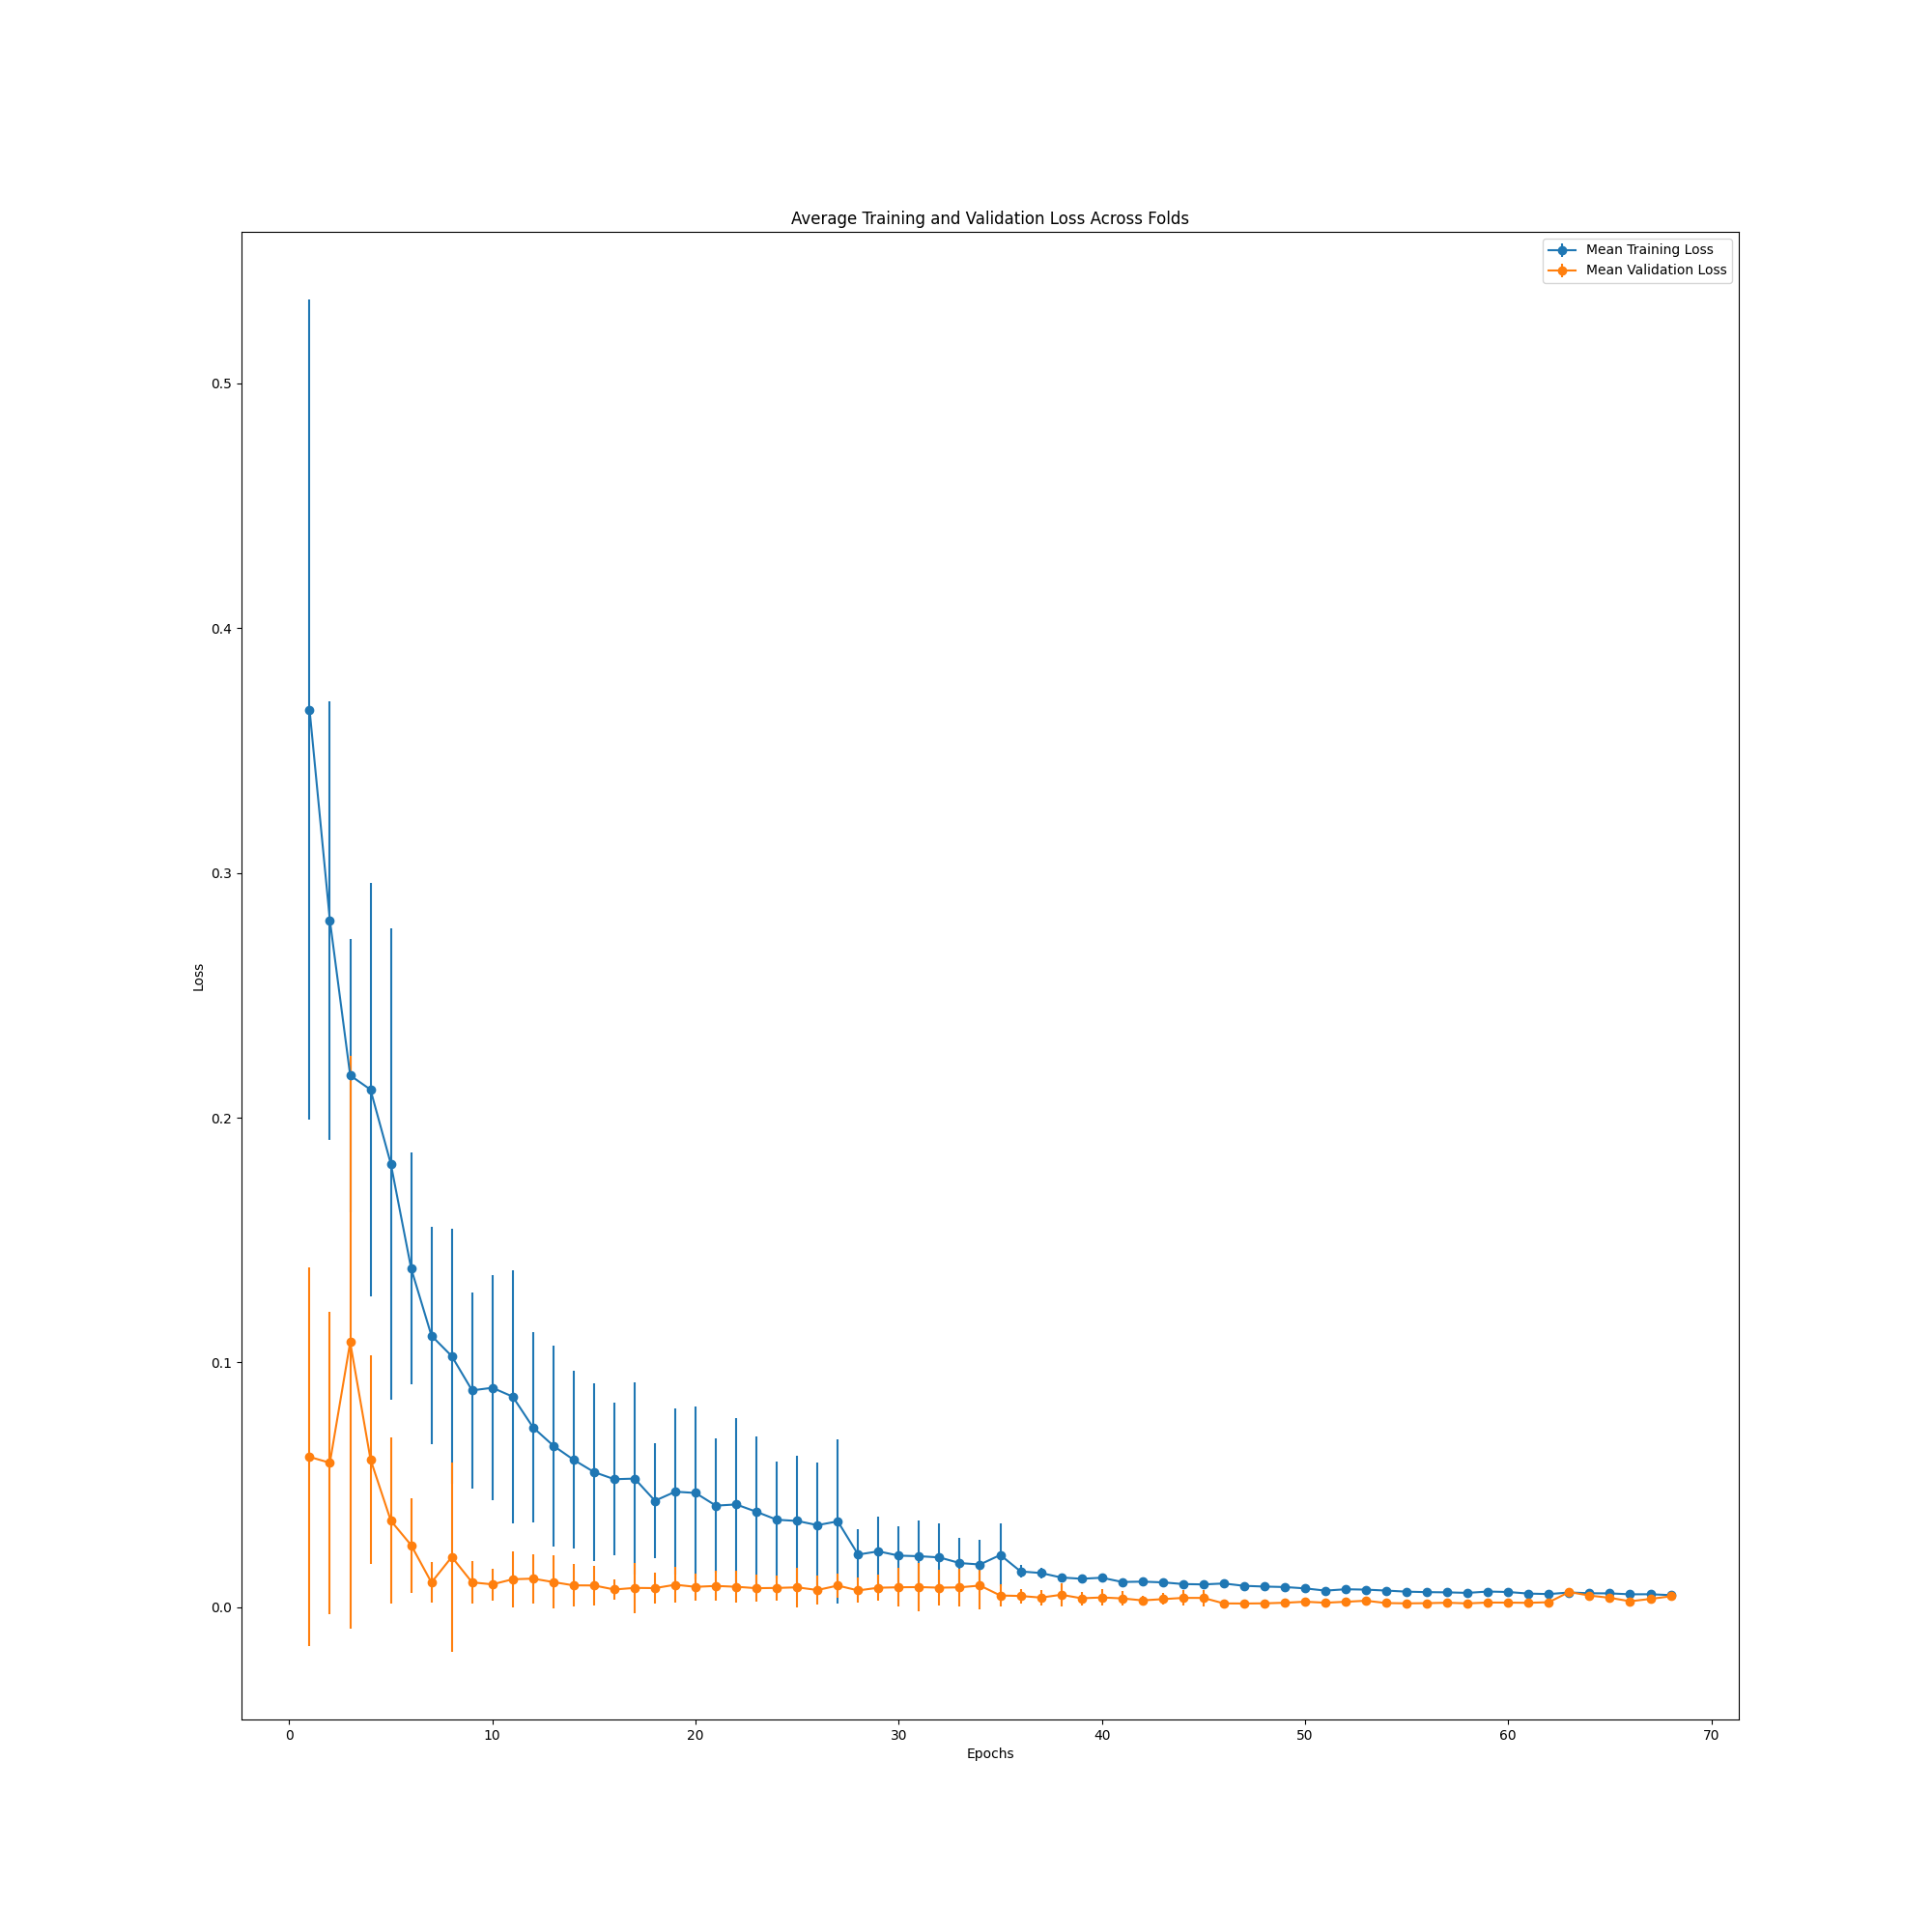 Average Training and Validation Loss Across Folds
Mean Training Loss
Mean Validation Loss
0.5
0.4
0.3
0.2
0.1
0.0
Loss
0 10 20 30 40 50 60 70
Epochs